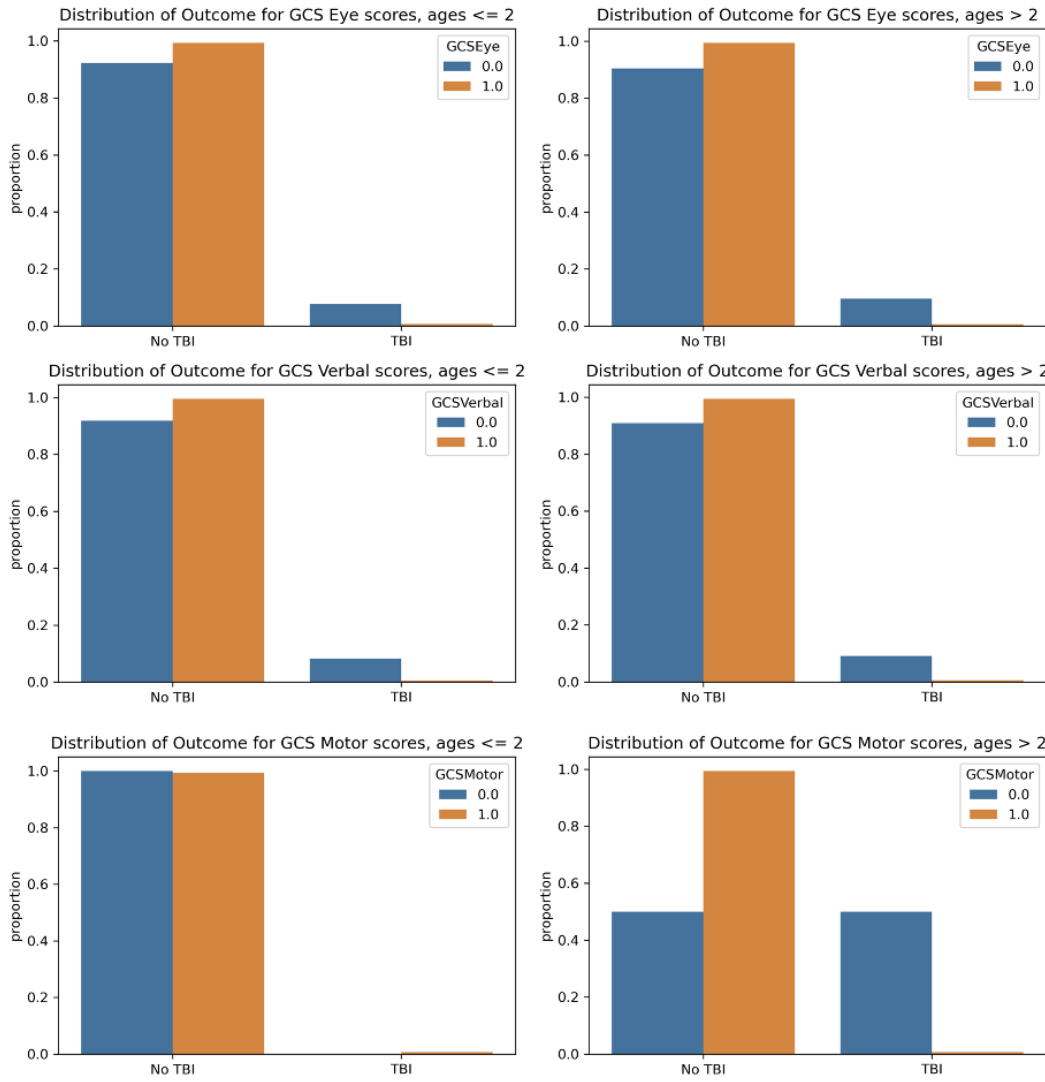 Distribution of Outcome for GCS Eye scores, ages <= 2
GCSEye
0.0
1.0
1.0
0.8
0.6
0.4
0.2
0.0
proportion
No TBI
TBI
Distribution of Outcome for GCS Eye scores, ages > 2
GCSEye
0.0
1.0
1.0
0.8
0.6
0.4
0.2
0.0
proportion
No TBI
TBI
Distribution of Outcome for GCS Verbal scores, ages <= 2
GCSVerbal
0.0
1.0
1.0
0.8
0.6
0.4
0.2
0.0
proportion
No TBI
TBI
Distribution of Outcome for GCS Verbal scores, ages > 2
GCSVerbal
0.0
1.0
1.0
0.8
0.6
0.4
0.2
0.0
proportion
No TBI
TBI
Distribution of Outcome for GCS Motor scores, ages <= 2
GCSMotor
0.0
1.0
1.0
0.8
0.6
0.4
0.2
0.0
proportion
No TBI
TBI
Distribution of Outcome for GCS Motor scores, ages > 2
GCSMotor
0.0
1.0
1.0
0.8
0.6
0.4
0.2
0.0
proportion
No TBI
TBI